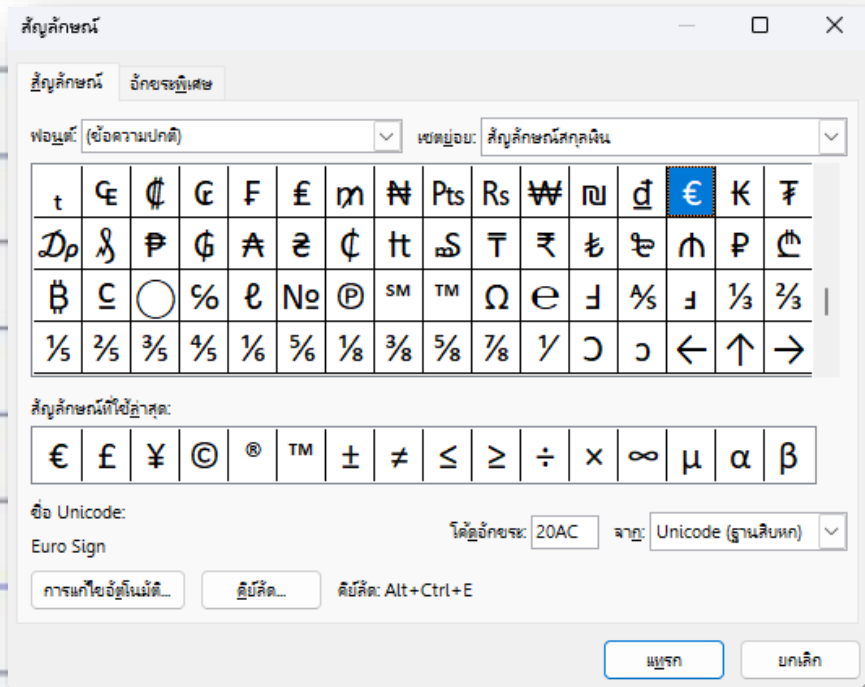 สัญลักษณ์
สัญลักษณ์ อักขระพิเศษ
ฟอนต์: (ข้อความปกติ) เซตย่อย: สัญลักษณ์สกุลเงิน
t ₠ ₡ ₢ ₣ ₤ ₥ ₦ ₧ ₨ ₩ ₪ ₫ € ₭ ₮
₯ ₰ ₱ ₲ ₳ ₴ ₵ ₶ ₷ ₸ ₹ ₺ ₻ ₼ ₽ ₾
₿ ⃀ ⃝ ℅ ℓ № ℗ ℠ ™ Ω ℮ Ⅎ ⅍ ⅎ ⅓ ⅔
⅕ ⅖ ⅗ ⅘ ⅙ ⅚ ⅛ ⅜ ⅝ ⅞ ⅟ Ↄ ↄ ← ↑ →
สัญลักษณ์ที่ใช้ล่าสุด:
€ £ ¥ © ® ™ ± ≠ ≤ ≥ ÷ × ∞ µ α β
ชื่อ Unicode:
Euro Sign
โค้ดอักขระ: 20AC จาก: Unicode (ฐานสิบหก)
การแก้ไขอัตโนมัติ... คีย์ลัด... คีย์ลัด: Alt+Ctrl+E
แทรก ยกเลิก